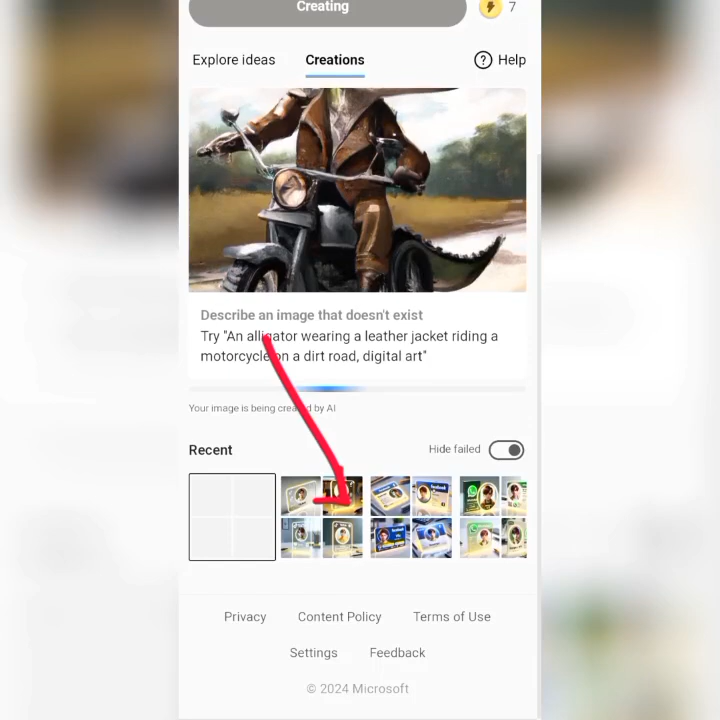 Creating
7
Explore ideas
Creations
? Help
Describe an image that doesn't exist
Try "An alligator wearing a leather jacket riding a
motorcycle on a dirt road, digital art"
Your image is being created by AI
Recent
Hide failed
facebook
Privacy
Content Policy
Terms of Use
Settings
Feedback
© 2024 Microsoft